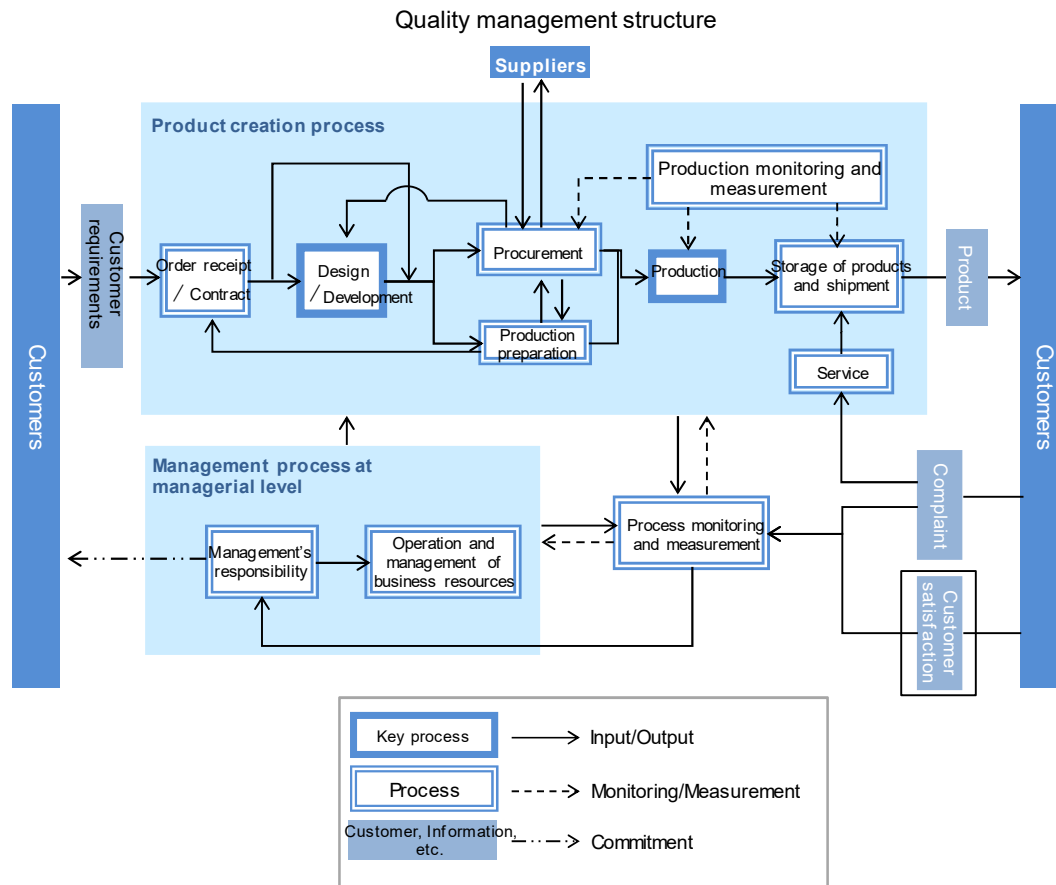 Quality management structure
Suppliers
Product creation process
Production monitoring and
measurement
Customer
requirements
Order receipt
/ Contract
Design
/ Development
Procurement
Production
Storage of products
and shipment
Product
Production
preparation
Service
Customers
Customers
Management process at
managerial level
Management's
responsibility
Operation and
management of
business resources
Process monitoring
and measurement
Complaint
Customer
satisfaction
Key process
Input/Output
Process
Monitoring/Measurement
Customer, Information,
etc.
Commitment